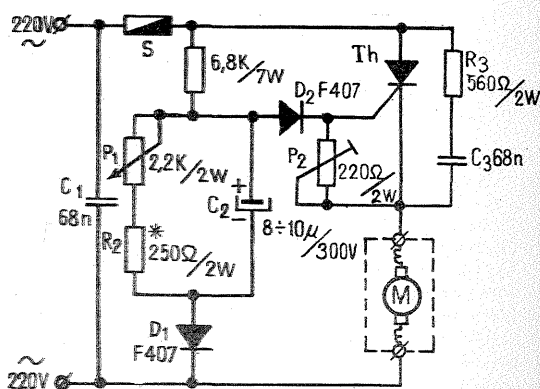 220V
~
S
6,8K/7W
Th
R3
560Ω/2W
D2 F407
P1
2,2K/2W
P2
220Ω/2W
C3 68n
C1
68n
+
C2
-
8÷10μ/300V
R2
*
250Ω/2W
M
D1
F407
~
220V